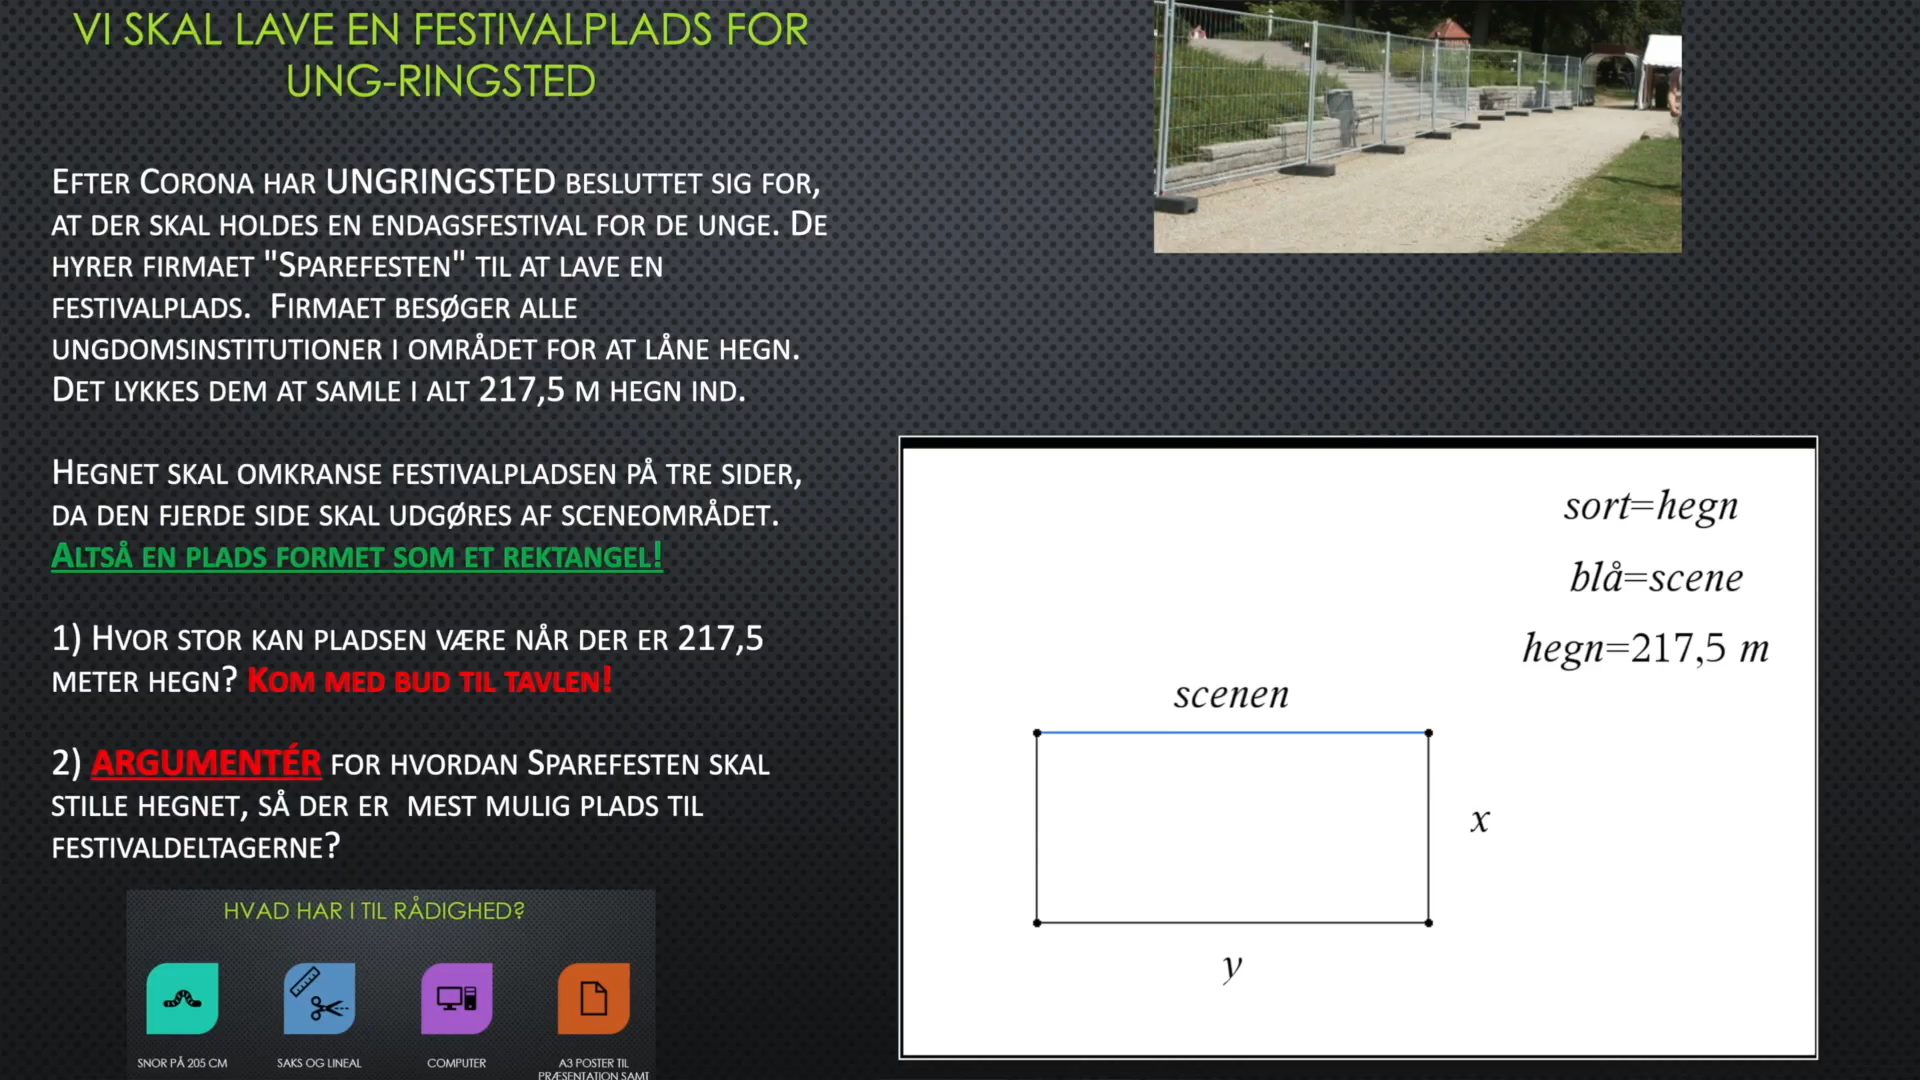 VI SKAL LAVE EN FESTIVALPLADS FOR
UNG-RINGSTED
EFTER CORONA HAR UNGRINGSTED BESLUTTET SIG FOR,
AT DER SKAL HOLDES EN ENDAGSFESTIVAL FOR DE UNGE. DE
HYRER FIRMAET "SPAREFESTEN" TIL AT LAVE EN
FESTIVALPLADS. FIRMAET BESØGER ALLE
UNGDOMSINSTITUTIONER I OMRÅDET FOR AT LÅNE HEGN.
DET LYKKES DEM AT SAMLE I ALT 217,5 M HEGN IND.
HEGNET SKAL OMKRANSE FESTIVALPLADSEN PÅ TRE SIDER,
DA DEN FJERDE SIDE SKAL UDGØRES AF SCENEOMRÅDET.
ALTSÅ EN PLADS FORMET SOM ET REKTANGEL!
1) HVOR STOR KAN PLADSEN VÆRE NÅR DER ER 217,5
METER HEGN? KOM MED BUD TIL TAVLEN!
2) ARGUMENTÉR FOR HVORDAN SPAREFESTEN SKAL
STILLE HEGNET, SÅ DER ER MEST MULIG PLADS TIL
FESTIVALDELTAGERNE?
HVAD HAR I TIL RÅDIGHED?
SNOR PÅ 205 CM
SAKS OG LINEAL
COMPUTER
A3 POSTER TIL
PRÆSENTATION SAMT
sort=hegn
blå=scene
hegn=217,5 m
scenen
x
y